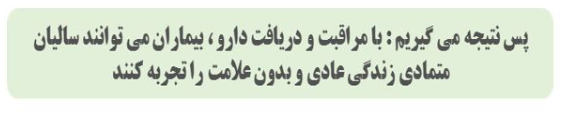 پس نتیجه می گیریم : با مراقبت و دریافت دارو ، بیماران می توانند سالیان
متمادی زندگی عادی و بدون علامت را تجربه کنند